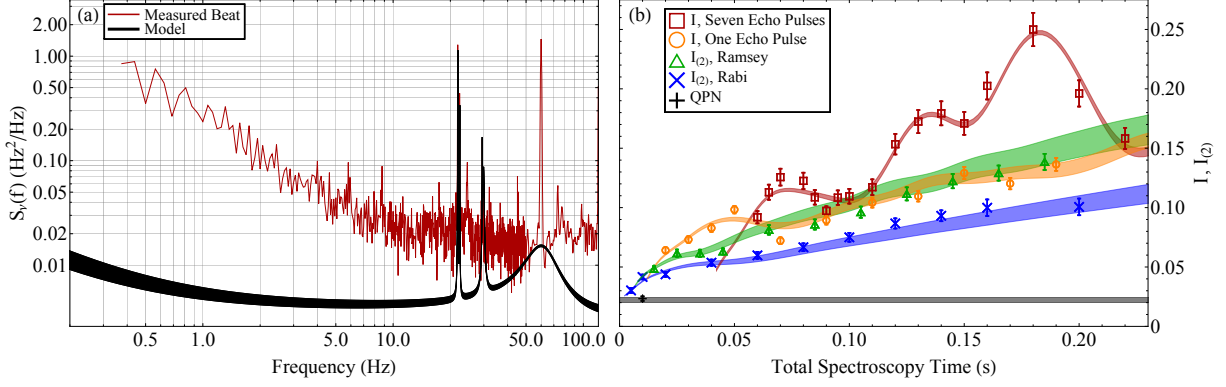 (a)
Measured Beat
Model
2.00
1.00
0.50
0.20
0.10
0.05
0.02
0.01
S_ν(f) (Hz²/Hz)
0.5 1.0 5.0 10.0 50.0 100.0
Frequency (Hz)
(b)
I, Seven Echo Pulses
I, One Echo Pulse
I₍₂₎, Ramsey
I₍₂₎, Rabi
QPN
0.25
0.20
0.15
0.10
0.05
0
I, I₍₂₎
0.05 0.10 0.15 0.20
Total Spectroscopy Time (s)